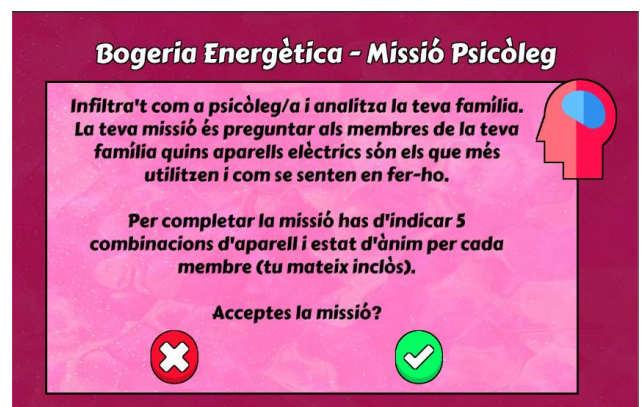 Bogeria Energètica - Missió Psicòleg
Infiltra't com a psicòleg/a i analitza la teva família.
La teva missió és preguntar als membres de la teva
família quins aparells elèctrics són els que més
utilitzen i com se senten en fer-ho.
Per completar la missió has d'indicar 5
combinacions d'aparell i estat d'ànim per cada
membre (tu mateix inclòs).
Acceptes la missió?